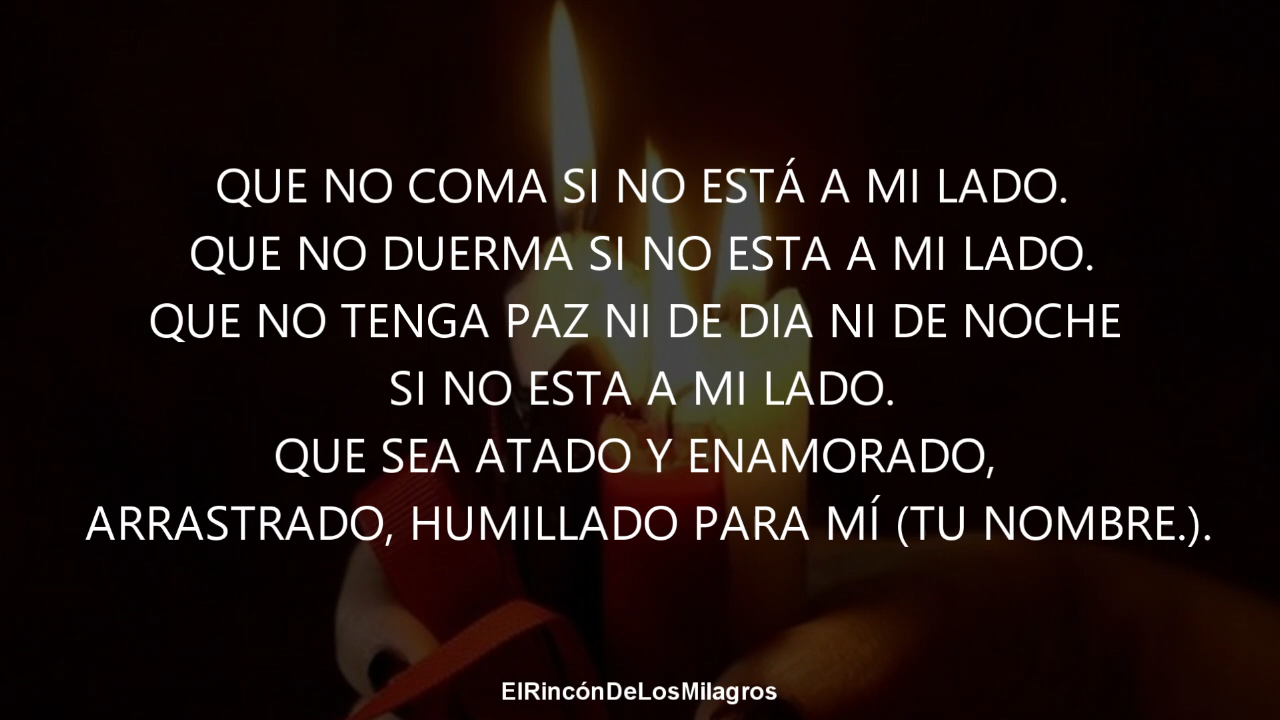 QUE NO COMA SI NO ESTÁ A MI LADO.
QUE NO DUERMA SI NO ESTA A MI LADO.
QUE NO TENGA PAZ NI DE DIA NI DE NOCHE
SI NO ESTA A MI LADO.
QUE SEA ATADO Y ENAMORADO,
ARRASTRADO, HUMILLADO PARA MÍ (TU NOMBRE.).
ElRincónDeLosMilagros